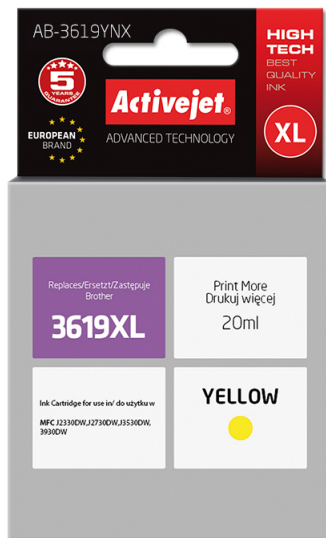 AB-3619YNX
HIGH
TECH
BEST
QUALITY
INK
5
YEARS
GUARANTEE
Activejet®
EUROPEAN
BRAND
ADVANCED TECHNOLOGY
XL
Replaces/Ersetzt/Zastępuje
Brother
3619XL
Print More
Drukuj więcej
20ml
Ink Cartridge for use in/ do użytku w
MFC J2330DW,J2730DW,J3530DW,
3930DW
YELLOW